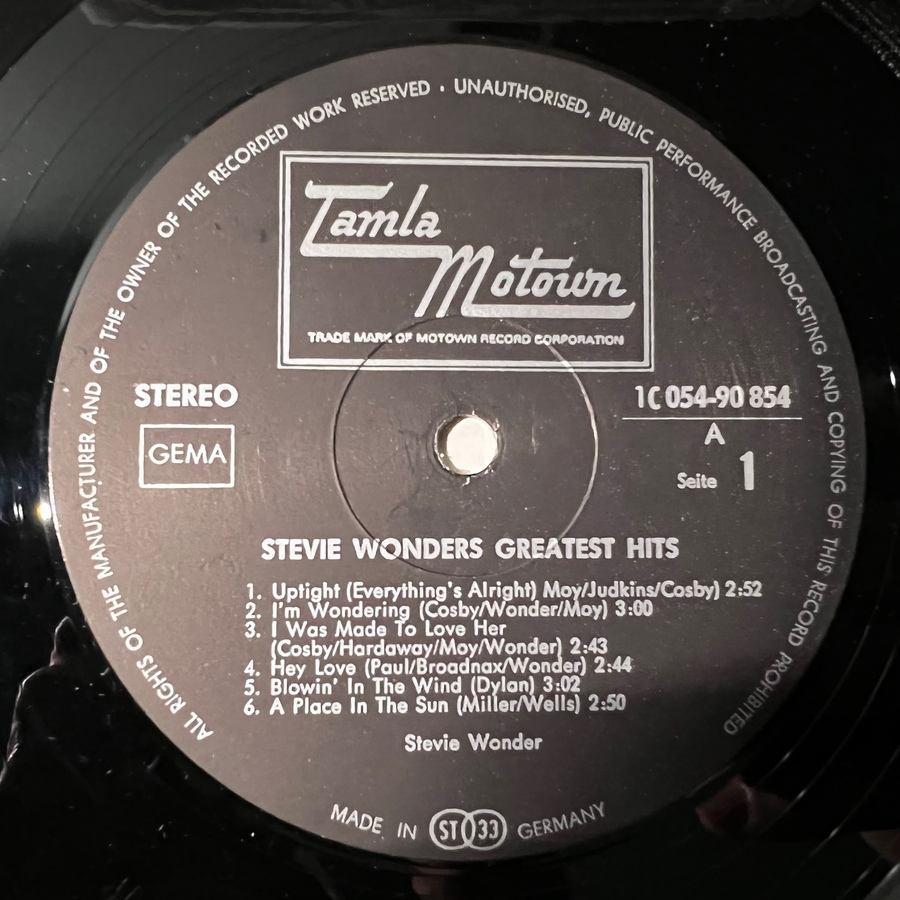 ALL RIGHTS OF THE MANUFACTURER AND OF THE OWNER OF THE RECORDED WORK RESERVED · UNAUTHORISED, PUBLIC PERFORMANCE BROADCASTING AND COPYING OF THIS RECORD PROHIBITED
Tamla
Motown
TRADE MARK OF MOTOWN RECORD CORPORATION
STEREO
GEMA
1C 054-90 854
A
Seite 1
STEVIE WONDERS GREATEST HITS
1. Uptight (Everything's Alright) Moy/Judkins/Cosby) 2:52
2. I'm Wondering (Cosby/Wonder/Moy) 3:00
3. I Was Made To Love Her
(Cosby/Hardaway/Moy/Wonder) 2:43
4. Hey Love (Paul/Broadnax/Wonder) 2:44
5. Blowin' In The Wind (Dylan) 3:02
6. A Place In The Sun (Miller/Wells) 2:50
Stevie Wonder
MADE IN ST 33 GERMANY